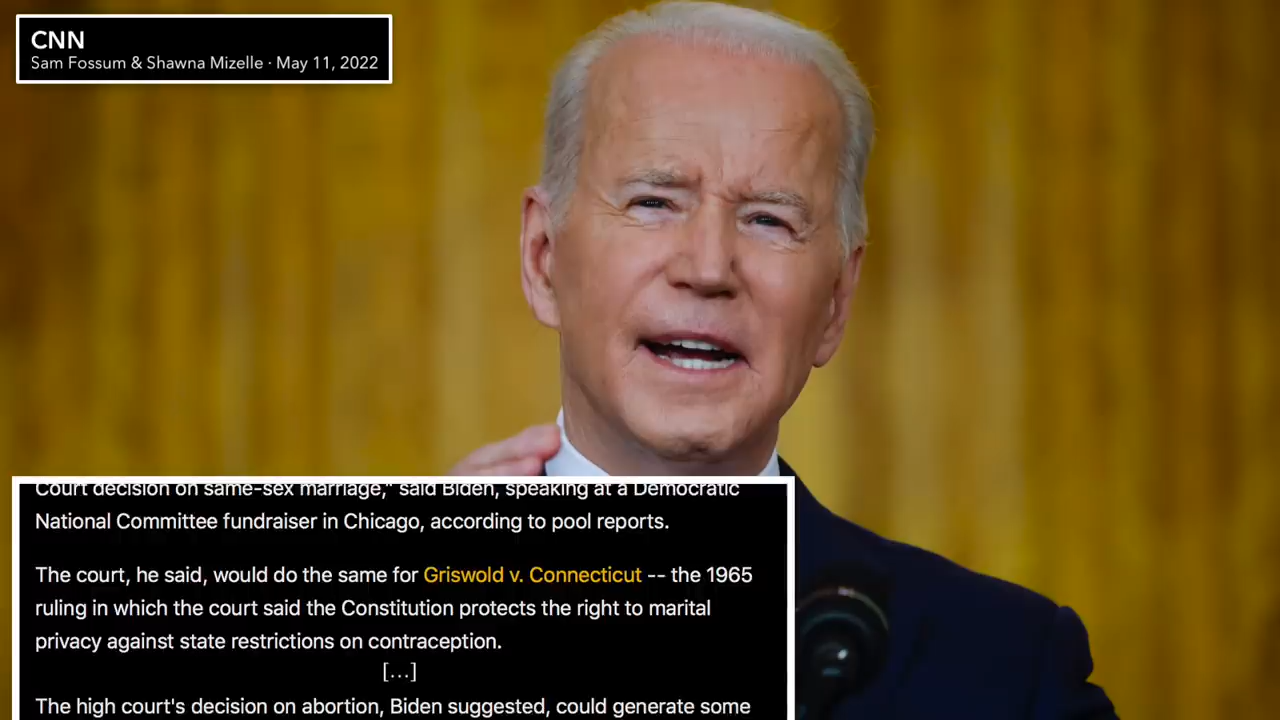 CNN
Sam Fossum & Shawna Mizelle · May 11, 2022
Court decision on same-sex marriage," said Biden, speaking at a Democratic
National Committee fundraiser in Chicago, according to pool reports.
The court, he said, would do the same for Griswold v. Connecticut -- the 1965
ruling in which the court said the Constitution protects the right to marital
privacy against state restrictions on contraception.
[...]
The high court's decision on abortion, Biden suggested, could generate some